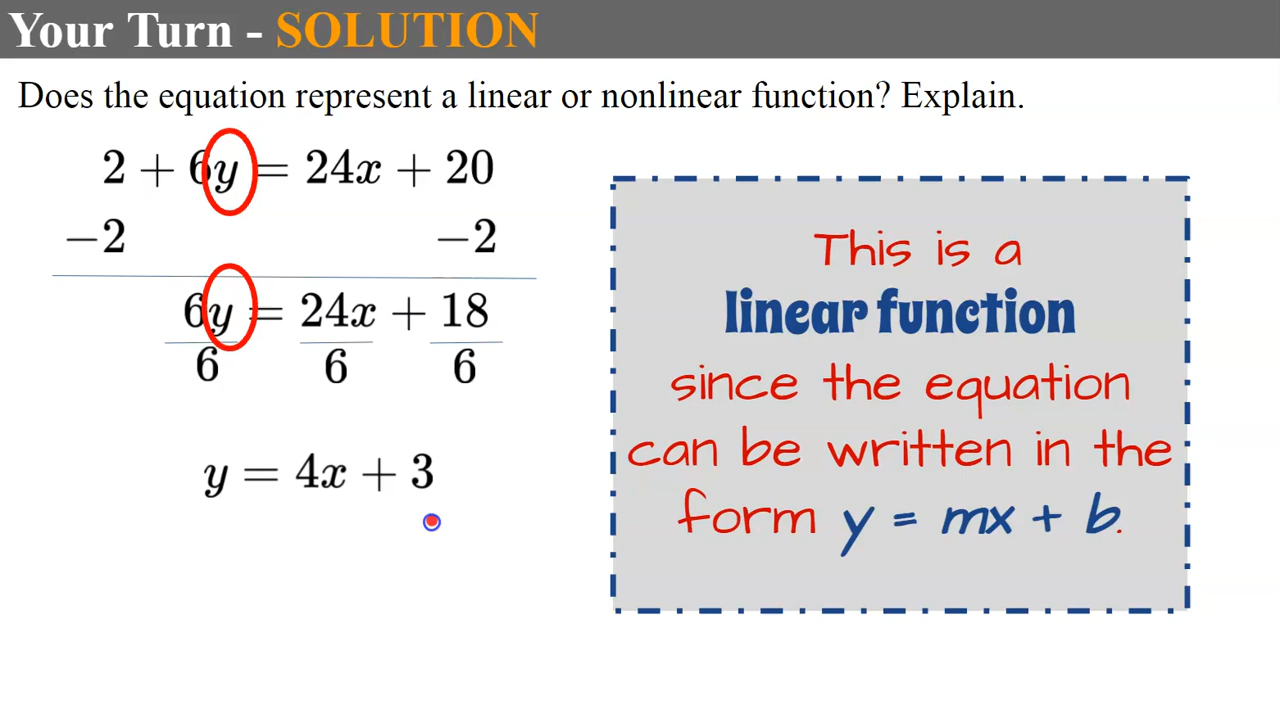 Your Turn - SOLUTION
Does the equation represent a linear or nonlinear function? Explain.
2 + 6y = 24x + 20
−2 −2
6y = 24x + 18
6 6 6
y = 4x + 3
This is a
linear function
since the equation
can be written in the
form y = mx + b.